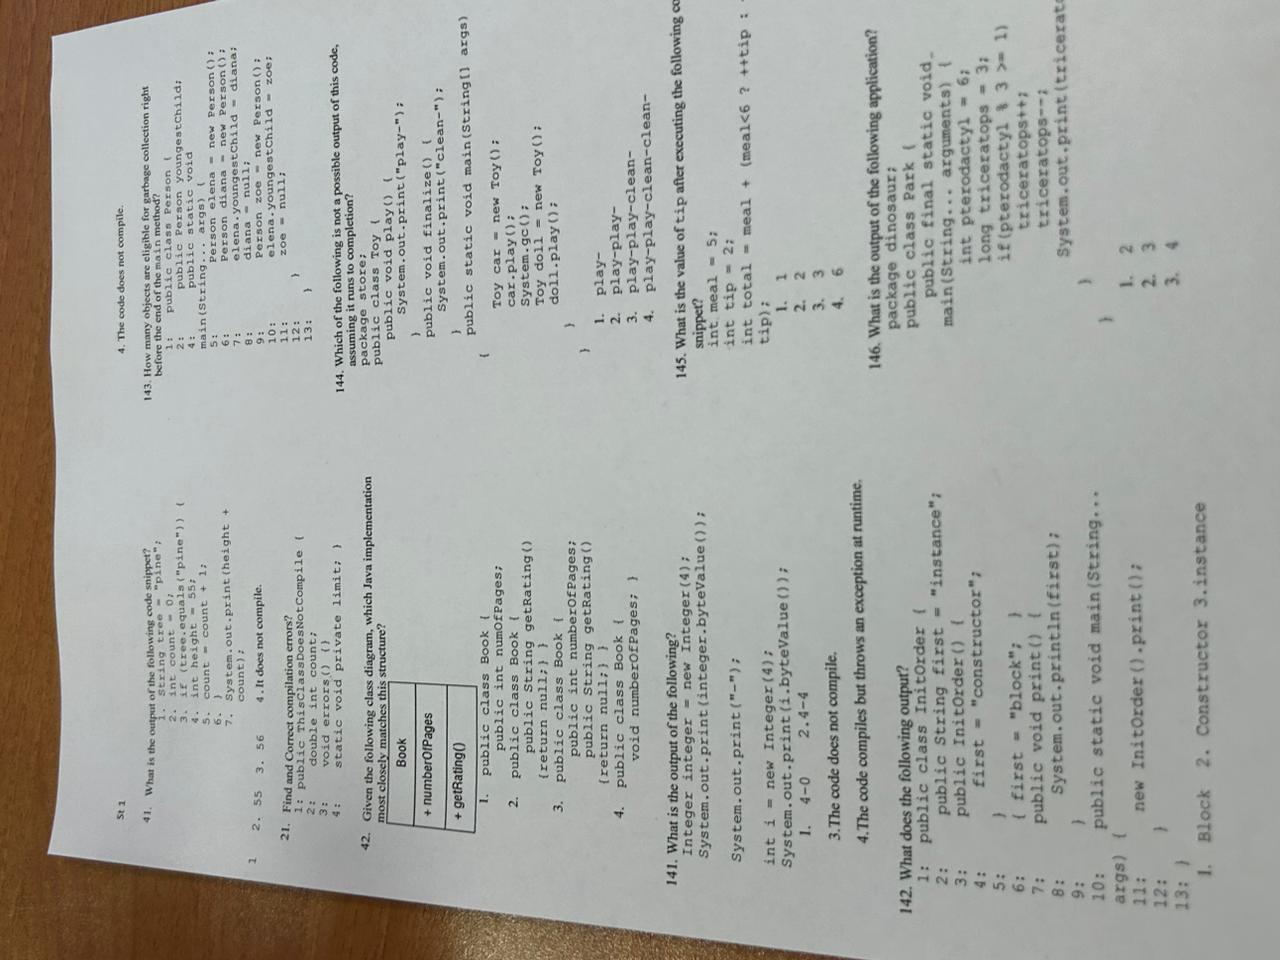 St 1
41. What is the output of the following code snippet?
1. String tree = "pine";
2. int count = 0;
3. if (tree.equals("pine")) {
4. int height = 55;
5. count = count + 1;
6. }
7. System.out.print(height +
count);
1 2. 55 3. 56 4.It does not compile.
21. Find and Correct compilation errors?
1: public ThisClassDoesNotCompile {
2: double int count;
3: void errors() {}
4: static void private limit; }
42. Given the following class diagram, which Java implementation
most closely matches this structure?
Book
+ numberOfPages
+ getRating()
1. public class Book {
public int numOfPages;
2. public class Book {
public String getRating()
{return null;} }
3. public class Book {
public int numberOfPages;
public String getRating()
{return null;} }
4. public class Book {
void numberOfPages; }
141. What is the output of the following?
Integer integer = new Integer(4);
System.out.print(integer.byteValue());
System.out.print("-");
int i = new Integer(4);
System.out.print(i.byteValue());
1. 4-0 2.4-4
3.The code does not compile.
4.The code compiles but throws an exception at runtime.
142. What does the following output?
1: public class InitOrder {
2: public String first = "instance";
3: public InitOrder() {
4: first = "constructor";
5: }
6: { first = "block"; }
7: public void print() {
8: System.out.println(first);
9: }
10: public static void main(String...
args) {
11: new InitOrder().print();
12: }
13: }
1. Block 2. Constructor 3.instance
4. The code does not compile.
143. How many objects are eligible for garbage collection right
before the end of the main method?
1: public class Person {
2: public Person youngestChild;
4: public static void
main(String... args) {
5: Person elena = new Person();
6: Person diana = new Person();
7: elena.youngestChild = diana;
8: diana = null;
9: Person zoe = new Person();
10: elena.youngestChild = zoe;
11: zoe = null;
12: }
13: }
144. Which of the following is not a possible output of this code,
assuming it runs to completion?
package store;
public class Toy {
public void play() {
System.out.print("play-");
}
public void finalize() {
System.out.print("clean-");
}
public static void main(String[] args)
{
Toy car = new Toy();
car.play();
System.gc();
Toy doll = new Toy();
doll.play();
}
}
1. play-
2. play-play-
3. play-play-clean-
4. play-play-clean-clean-
145. What is the value of tip after executing the following co
snippet?
int meal = 5;
int tip = 2;
int total = meal + (meal<6 ? ++tip :
tip);
1. 1
2. 2
3. 3
4. 6
146. What is the output of the following application?
package dinosaur;
public class Park {
public final static void
main(String... arguments) {
int pterodactyl = 6;
long triceratops = 3;
if(pterodactyl % 3 >= 1)
triceratops++;
triceratops--;
System.out.print(tricerato
}
}
1. 2
2. 3
3. 4